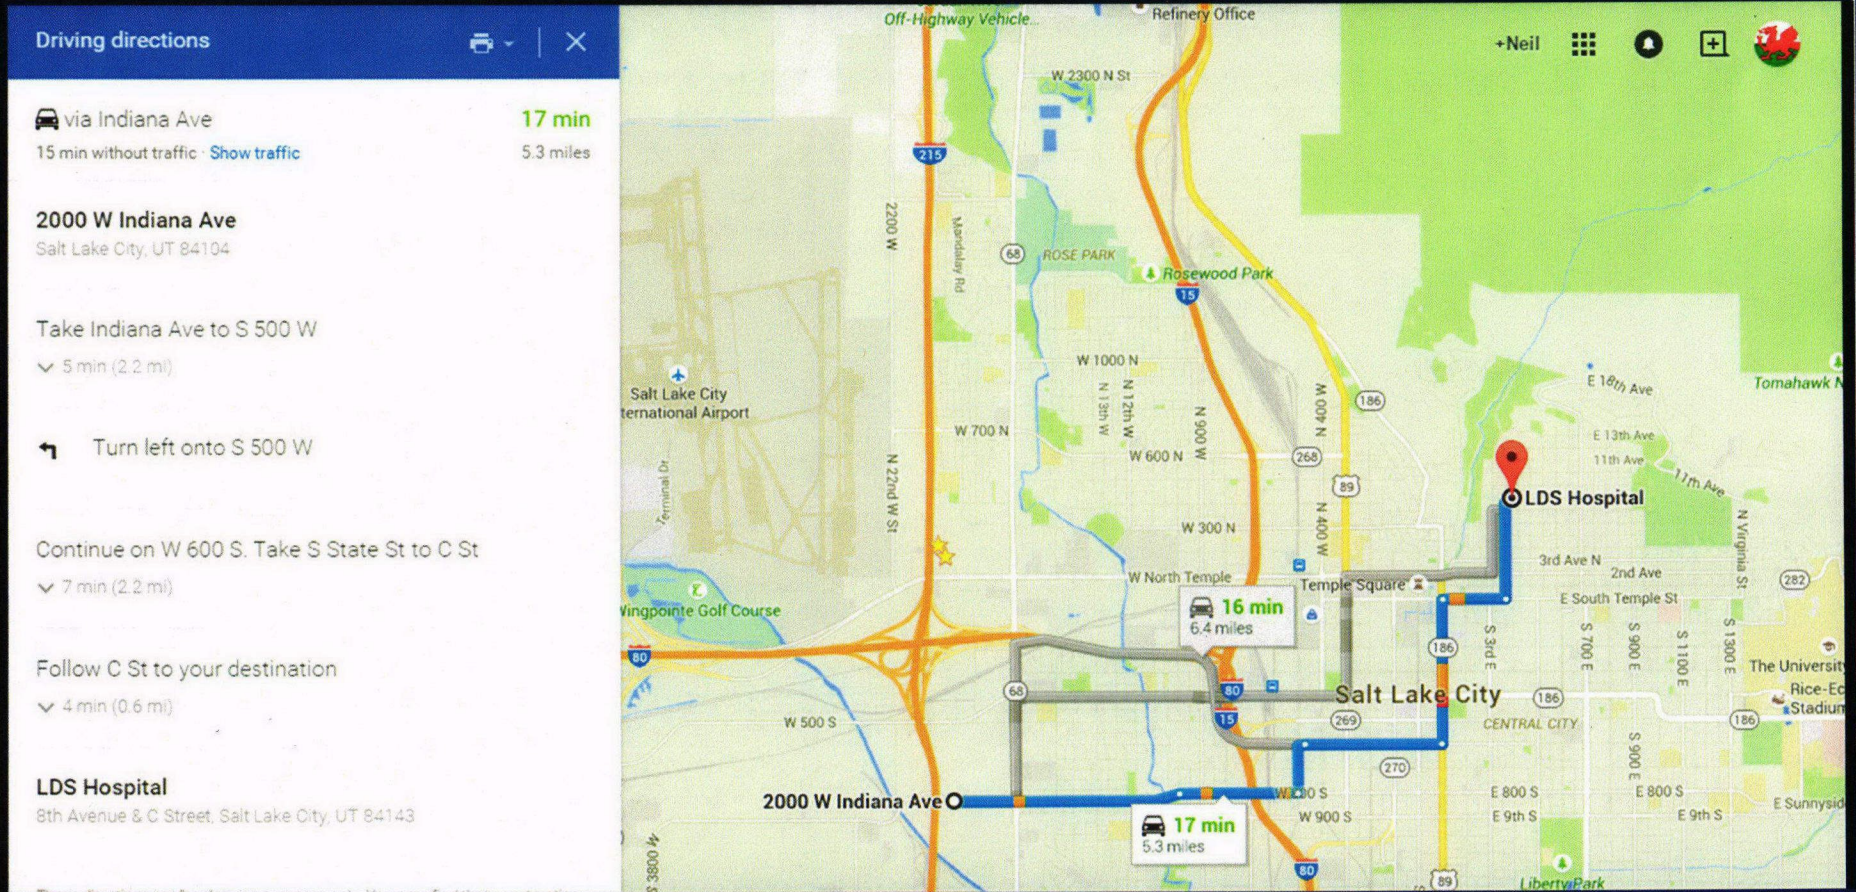 Driving directions
via Indiana Ave
17 min
15 min without traffic · Show traffic
5.3 miles
2000 W Indiana Ave
Salt Lake City, UT 84104
Take Indiana Ave to S 500 W
5 min (2.2 mi)
Turn left onto S 500 W
Continue on W 600 S. Take S State St to C St
7 min (2.2 mi)
Follow C St to your destination
4 min (0.6 mi)
LDS Hospital
8th Avenue & C Street, Salt Lake City, UT 84143
Off-Highway Vehicle...
Refinery Office
+Neil
W 2300 N St
215
2200 W
Mandalay Rd
68
ROSE PARK
Rosewood Park
15
W 1000 N
Salt Lake City
ternational Airport
N 13th W
N 12th W
N 900 W
N 400 W
186
E 18th Ave
Tomahawk N
W 700 N
W 600 N
268
E 13th Ave
11th Ave
11th Ave
89
LDS Hospital
Terminal Dr
N 22nd W St
W 300 N
N 400 W
N Virginia St
3rd Ave N
2nd Ave
282
W North Temple
Temple Square
E South Temple St
Wingpointe Golf Course
16 min
6.4 miles
80
186
S 3rd E
S 700 E
S 900 E
S 1100 E
S 1300 E
The University
68
80
Salt Lake City
186
Rice-Ec
Stadium
W 500 S
15
269
CENTRAL CITY
186
270
S 900 E
2000 W Indiana Ave
E 800 S
E 800 S
E Sunnysid
17 min
5.3 miles
W 900 S
E 9th S
E 9th S
S 3800 W
80
89
Liberty Park